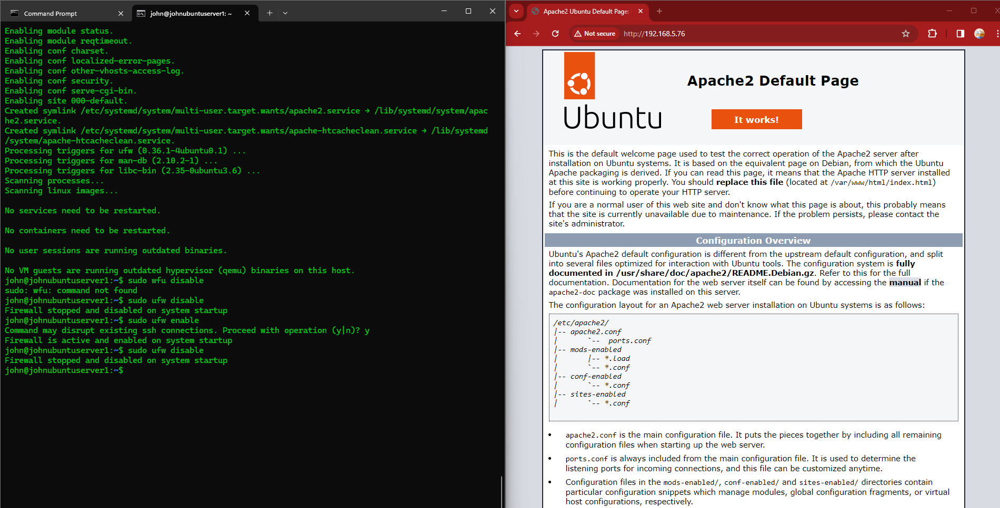 Command Prompt
john@johnubuntuserver1: ~
Enabling module status.
Enabling module reqtimeout.
Enabling conf charset.
Enabling conf localized-error-pages.
Enabling conf other-vhosts-access-log.
Enabling conf security.
Enabling conf serve-cgi-bin.
Enabling site 000-default.
Created symlink /etc/systemd/system/multi-user.target.wants/apache2.service → /lib/systemd/system/apac
he2.service.
Created symlink /etc/systemd/system/multi-user.target.wants/apache-htcacheclean.service → /lib/systemd
/system/apache-htcacheclean.service.
Processing triggers for ufw (0.36.1-4ubuntu0.1) ...
Processing triggers for man-db (2.10.2-1) ...
Processing triggers for libc-bin (2.35-0ubuntu3.6) ...
Scanning processes...
Scanning linux images...
No services need to be restarted.
No containers need to be restarted.
No user sessions are running outdated binaries.
No VM guests are running outdated hypervisor (qemu) binaries on this host.
john@johnubuntuserver1:~$ sudo wfu disable
sudo: wfu: command not found
john@johnubuntuserver1:~$ sudo ufw disable
Firewall stopped and disabled on system startup
john@johnubuntuserver1:~$ sudo ufw enable
Command may disrupt existing ssh connections. Proceed with operation (y|n)? y
Firewall is active and enabled on system startup
john@johnubuntuserver1:~$ sudo ufw disable
Firewall stopped and disabled on system startup
john@johnubuntuserver1:~$
Apache2 Ubuntu Default Page:
Not secure
http://192.168.5.76
Ubuntu
Apache2 Default Page
It works!
This is the default welcome page used to test the correct operation of the Apache2 server after
installation on Ubuntu systems. It is based on the equivalent page on Debian, from which the Ubuntu
Apache packaging is derived. If you can read this page, it means that the Apache HTTP server installed
at this site is working properly. You should replace this file (located at /var/www/html/index.html)
before continuing to operate your HTTP server.
If you are a normal user of this web site and don't know what this page is about, this probably means
that the site is currently unavailable due to maintenance. If the problem persists, please contact the
site's administrator.
Configuration Overview
Ubuntu's Apache2 default configuration is different from the upstream default configuration, and split
into several files optimized for interaction with Ubuntu tools. The configuration system is fully
documented in /usr/share/doc/apache2/README.Debian.gz. Refer to this for the full
documentation. Documentation for the web server itself can be found by accessing the manual if the
apache2-doc package was installed on this server.
The configuration layout for an Apache2 web server installation on Ubuntu systems is as follows:
/etc/apache2/
|-- apache2.conf
|       `--  ports.conf
|-- mods-enabled
|       |-- *.load
|       `-- *.conf
|-- conf-enabled
|       `-- *.conf
|-- sites-enabled
|       `-- *.conf
• apache2.conf is the main configuration file. It puts the pieces together by including all remaining
configuration files when starting up the web server.
• ports.conf is always included from the main configuration file. It is used to determine the
listening ports for incoming connections, and this file can be customized anytime.
• Configuration files in the mods-enabled/, conf-enabled/ and sites-enabled/ directories contain
particular configuration snippets which manage modules, global configuration fragments, or virtual
host configurations, respectively.